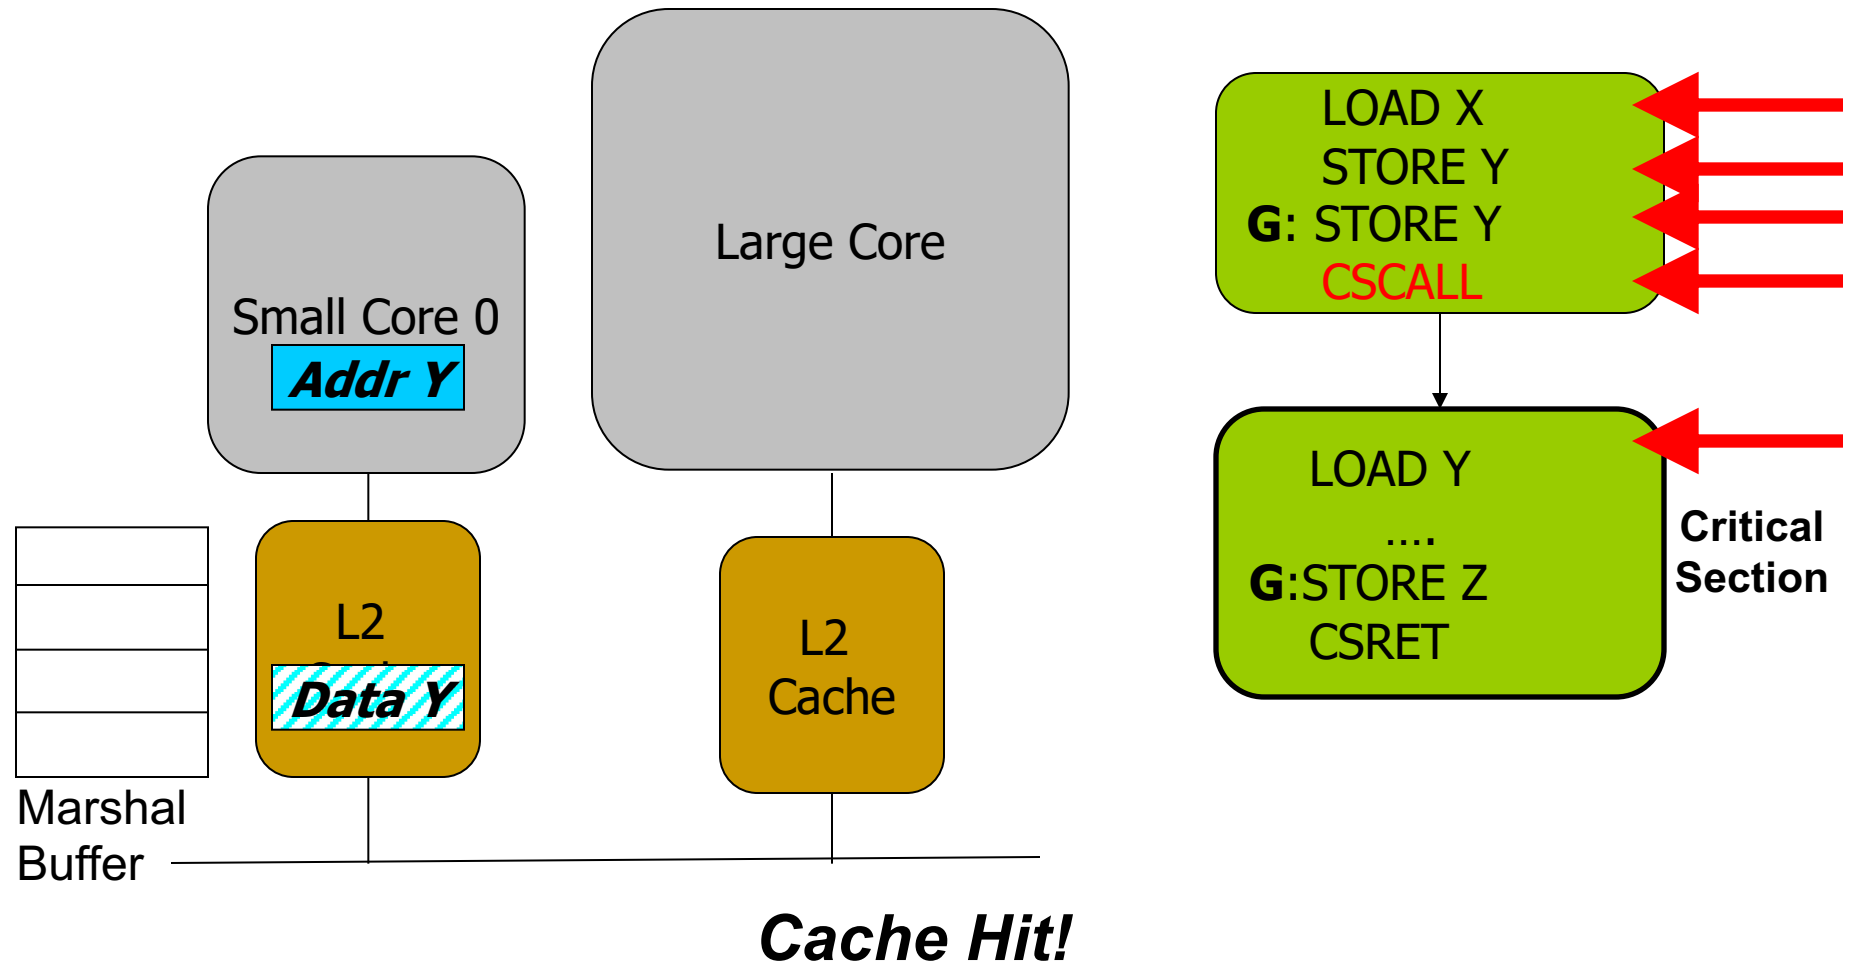 Large Core
Small Core 0
Addr Y
LOAD X
STORE Y
G: STORE Y
CSCALL
LOAD Y
....
G:STORE Z
CSRET
Critical
Section
L2
Data Y
L2
Cache
Marshal
Buffer
Cache Hit!